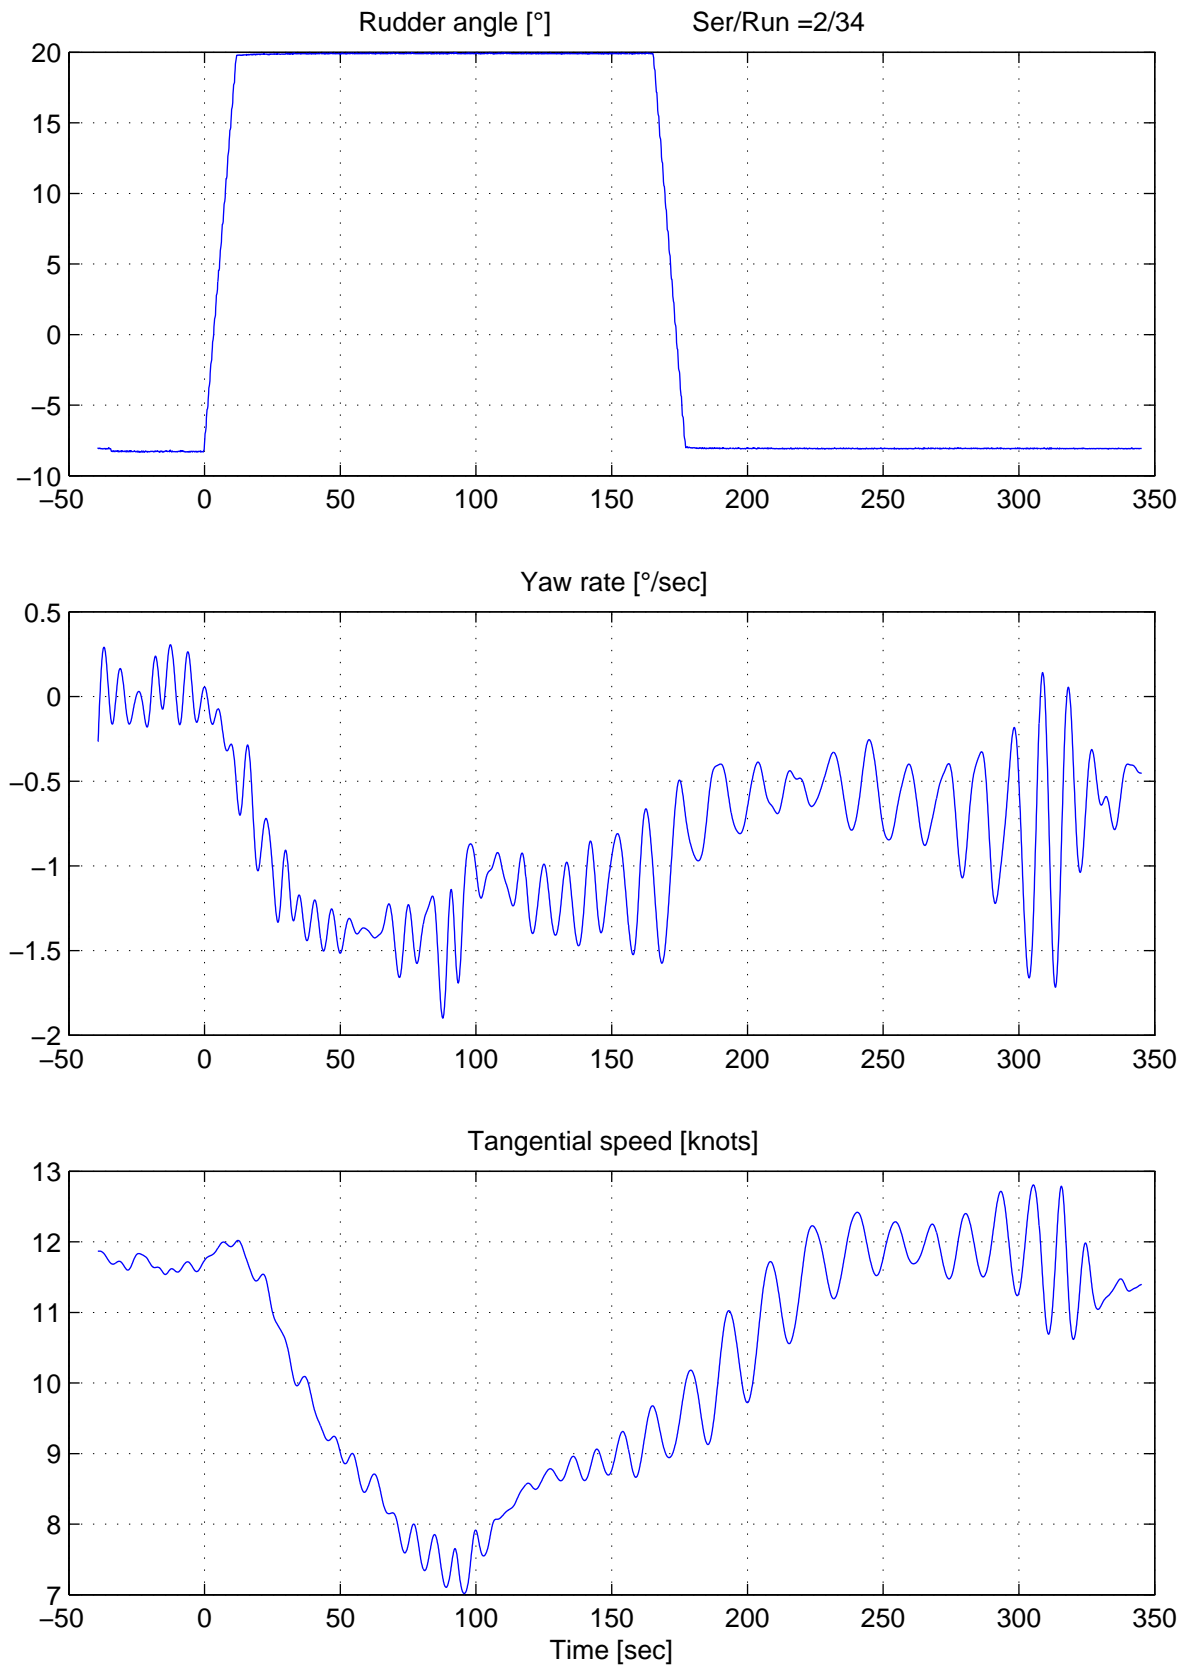 Rudder angle [°] Ser/Run =2/34
20
15
10
5
0
−5
−10
−50 0 50 100 150 200 250 300 350
Yaw rate [°/sec]
0.5
0
−0.5
−1
−1.5
−2
−50 0 50 100 150 200 250 300 350
Tangential speed [knots]
13
12
11
10
9
8
7
−50 0 50 100 150 200 250 300 350
Time [sec]